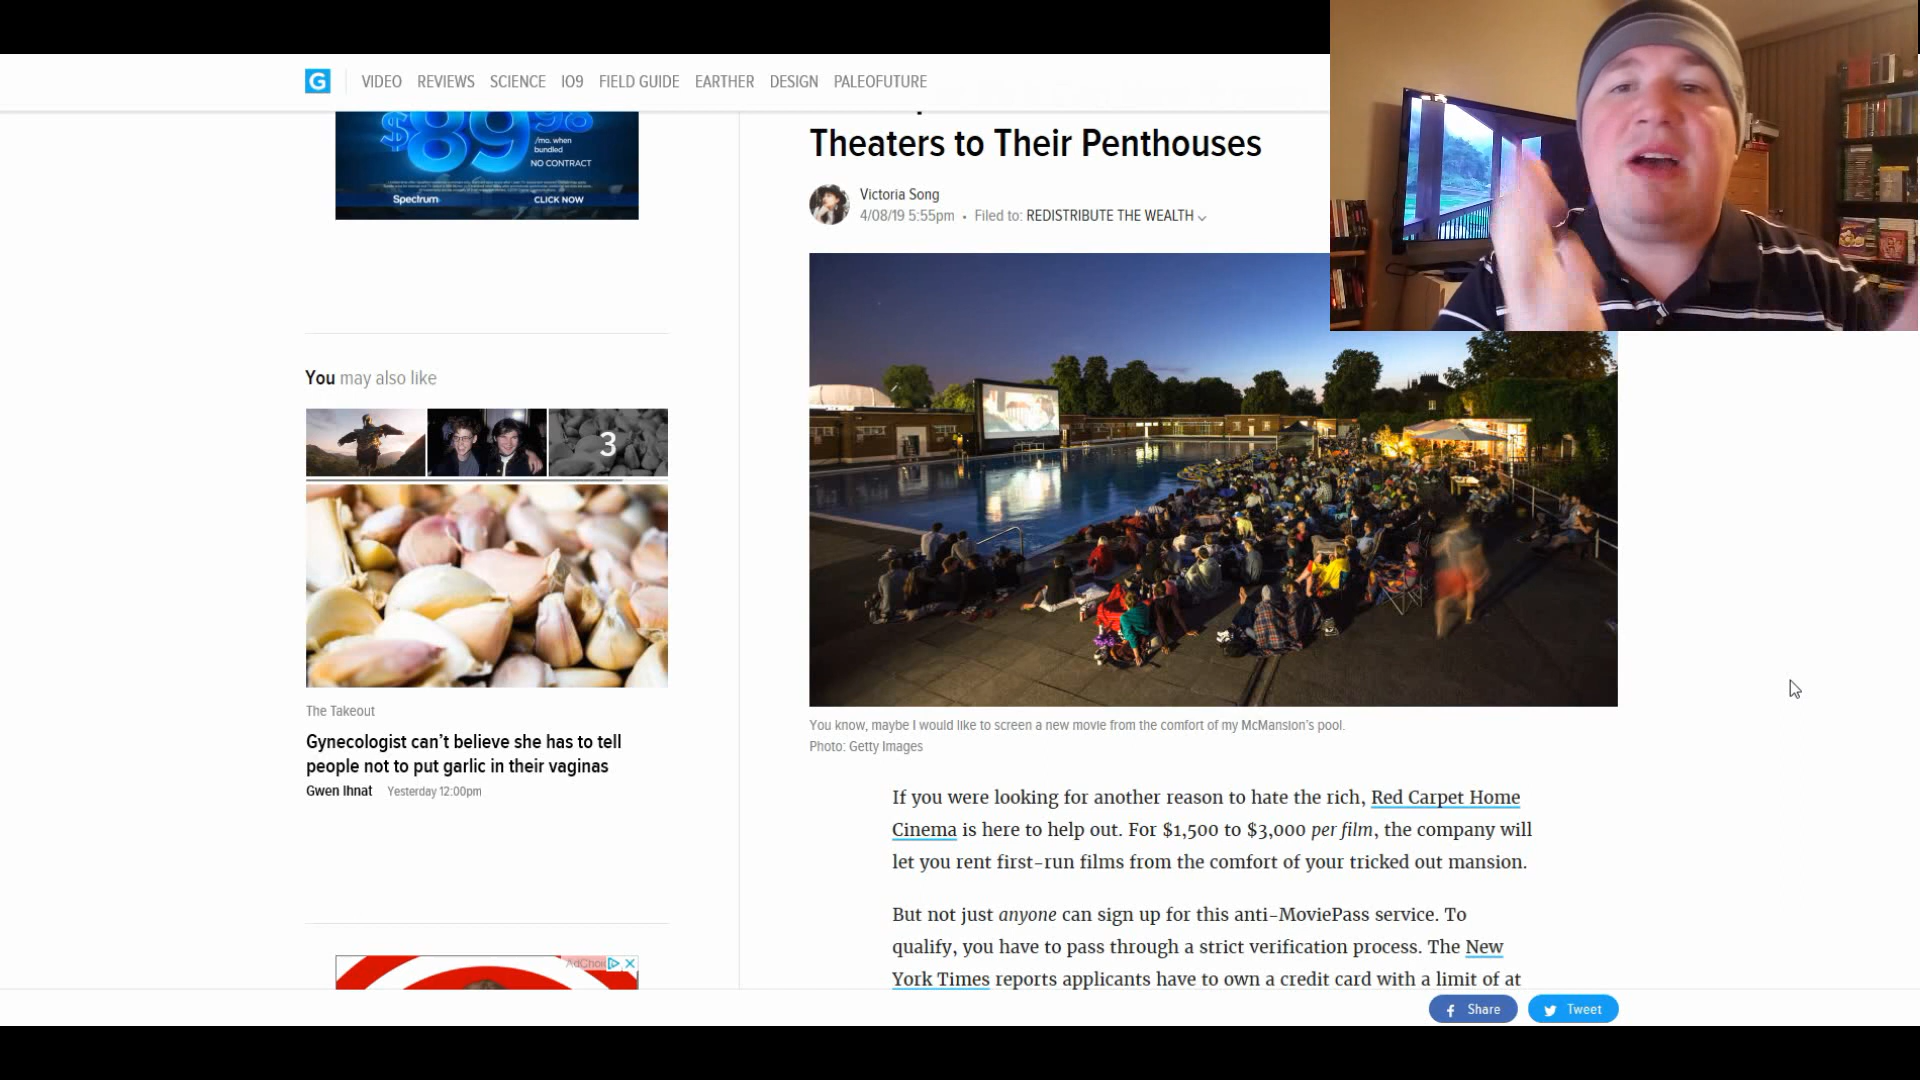 G VIDEO REVIEWS SCIENCE IO9 FIELD GUIDE EARTHER DESIGN PALEOFUTURE
$89.98
/mo. when
bundled
NO CONTRACT
Spectrum
CLICK NOW
Theaters to Their Penthouses
Victoria Song
4/08/19 5:55pm • Filed to: REDISTRIBUTE THE WEALTH
You may also like
3
The Takeout
Gynecologist can't believe she has to tell
people not to put garlic in their vaginas
Gwen Ihnat Yesterday 12:00pm
AdChoi
You know, maybe I would like to screen a new movie from the comfort of my McMansion's pool.
Photo: Getty Images
If you were looking for another reason to hate the rich, Red Carpet Home
Cinema is here to help out. For $1,500 to $3,000 per film, the company will
let you rent first-run films from the comfort of your tricked out mansion.
But not just anyone can sign up for this anti-MoviePass service. To
qualify, you have to pass through a strict verification process. The New
York Times reports applicants have to own a credit card with a limit of at
Share
Tweet